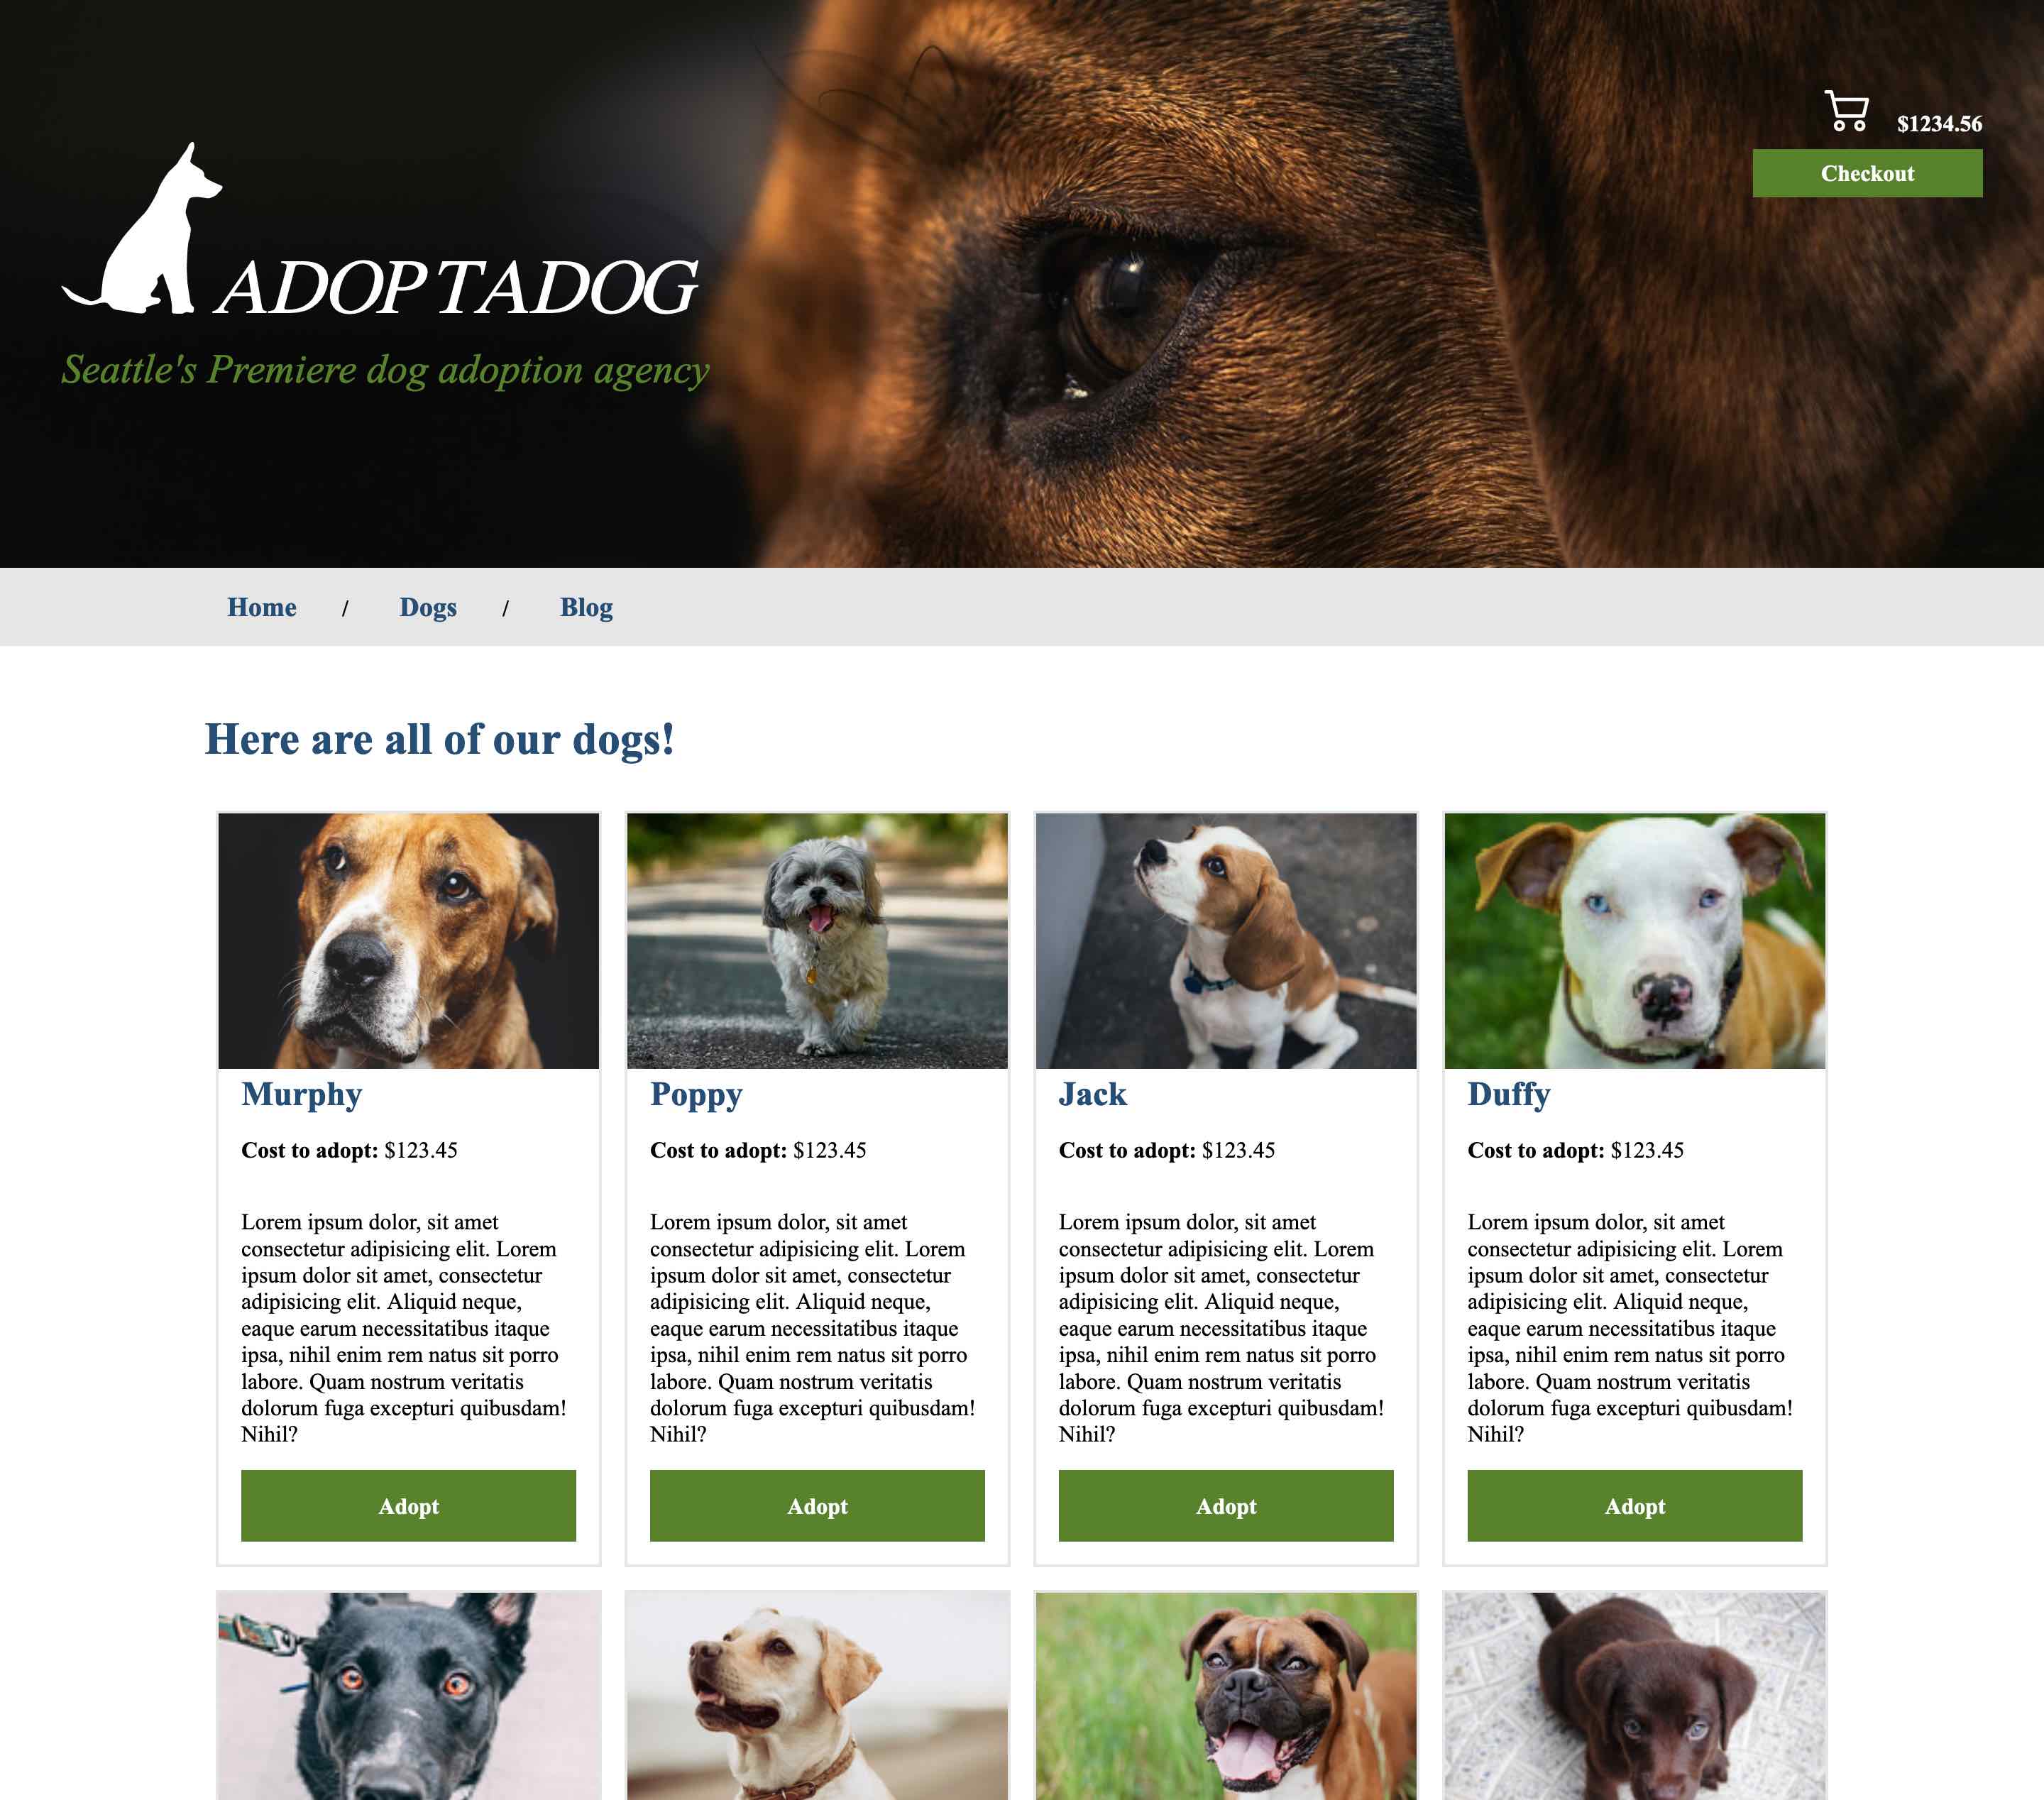 $1234.56
Checkout
ADOPTADOG
Seattle's Premiere dog adoption agency
Home / Dogs / Blog
Here are all of our dogs!
Murphy
Cost to adopt: $123.45
Lorem ipsum dolor, sit amet
consectetur adipisicing elit. Lorem
ipsum dolor sit amet, consectetur
adipisicing elit. Aliquid neque,
eaque earum necessitatibus itaque
ipsa, nihil enim rem natus sit porro
labore. Quam nostrum veritatis
dolorum fuga excepturi quibusdam!
Nihil?
Adopt
Poppy
Cost to adopt: $123.45
Lorem ipsum dolor, sit amet
consectetur adipisicing elit. Lorem
ipsum dolor sit amet, consectetur
adipisicing elit. Aliquid neque,
eaque earum necessitatibus itaque
ipsa, nihil enim rem natus sit porro
labore. Quam nostrum veritatis
dolorum fuga excepturi quibusdam!
Nihil?
Adopt
Jack
Cost to adopt: $123.45
Lorem ipsum dolor, sit amet
consectetur adipisicing elit. Lorem
ipsum dolor sit amet, consectetur
adipisicing elit. Aliquid neque,
eaque earum necessitatibus itaque
ipsa, nihil enim rem natus sit porro
labore. Quam nostrum veritatis
dolorum fuga excepturi quibusdam!
Nihil?
Adopt
Duffy
Cost to adopt: $123.45
Lorem ipsum dolor, sit amet
consectetur adipisicing elit. Lorem
ipsum dolor sit amet, consectetur
adipisicing elit. Aliquid neque,
eaque earum necessitatibus itaque
ipsa, nihil enim rem natus sit porro
labore. Quam nostrum veritatis
dolorum fuga excepturi quibusdam!
Nihil?
Adopt